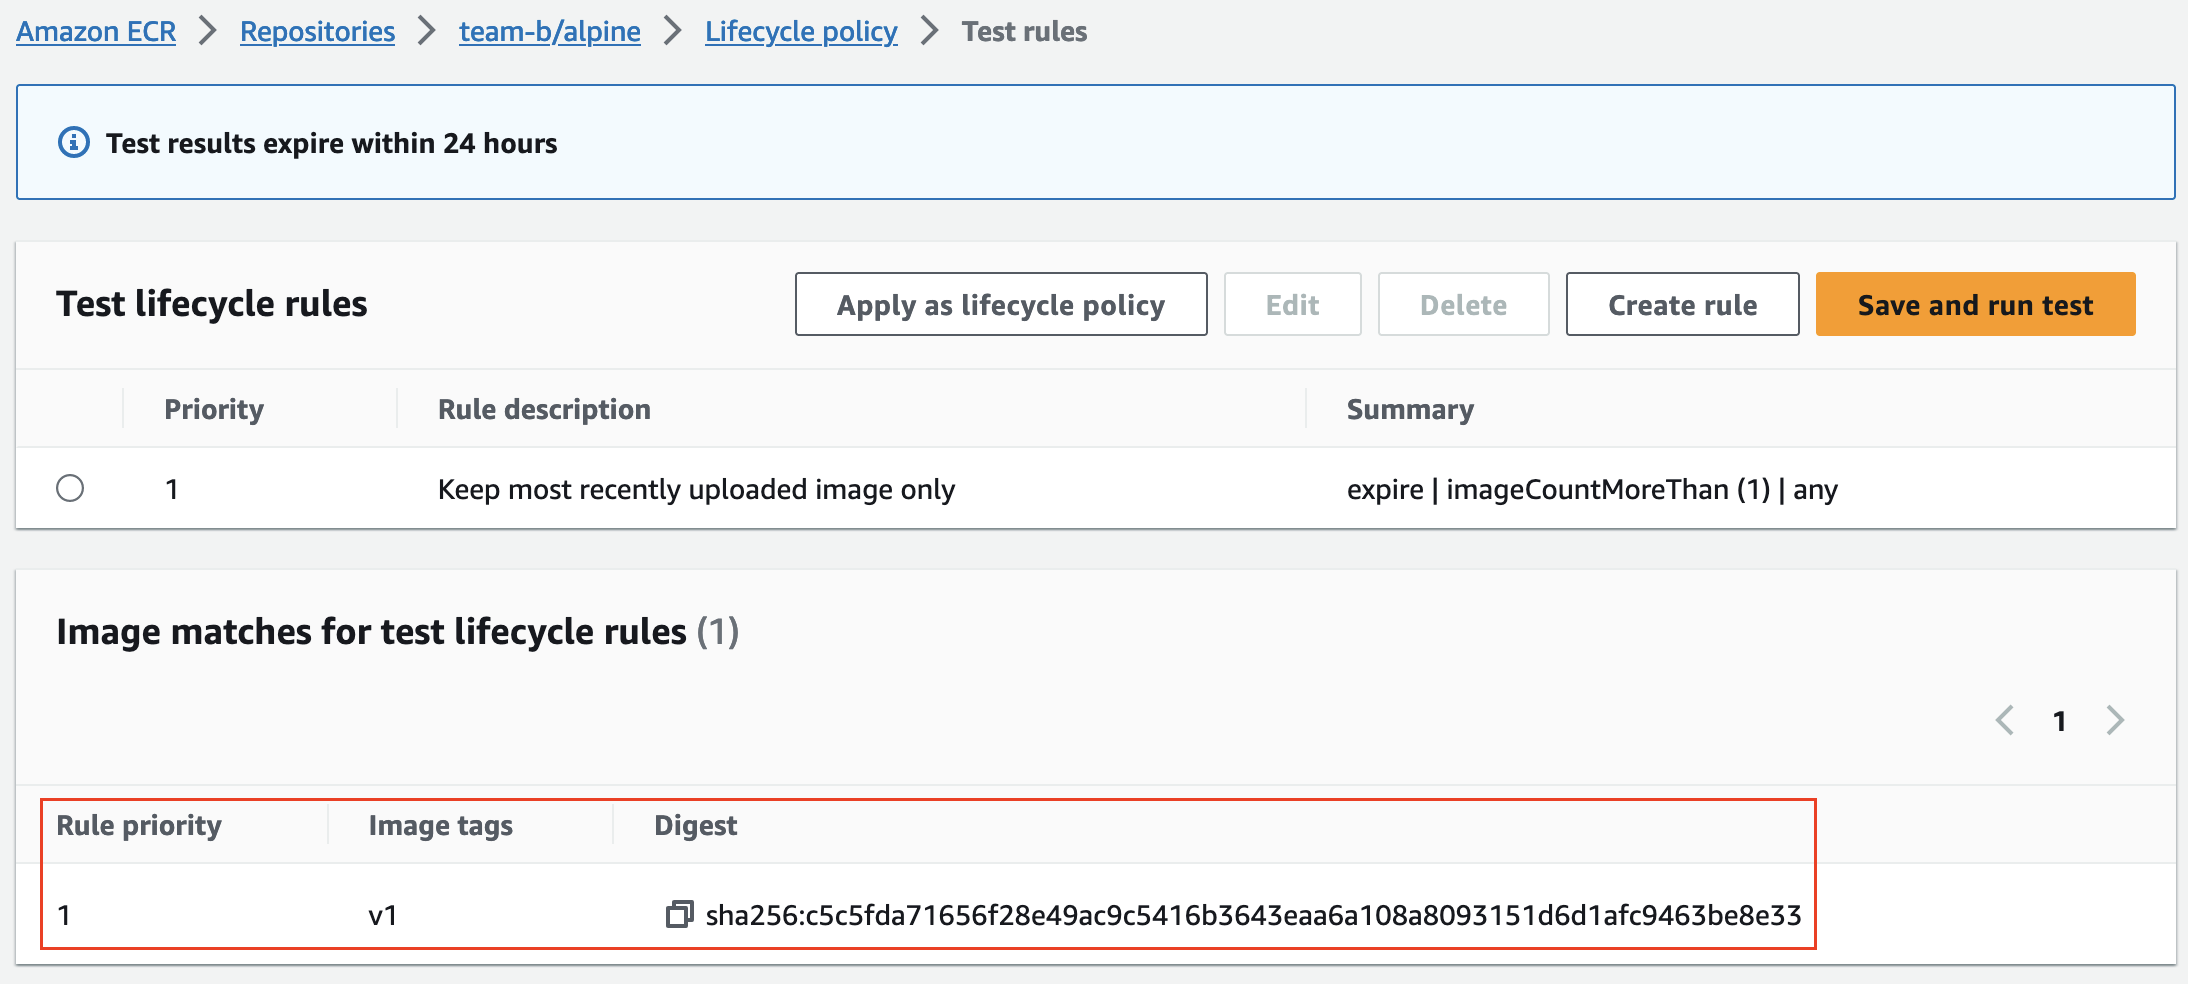 Amazon ECR > Repositories > team-b/alpine > Lifecycle policy > Test rules
Test results expire within 24 hours
Test lifecycle rules Apply as lifecycle policy Edit Delete Create rule Save and run test
Priority Rule description Summary
1 Keep most recently uploaded image only expire | imageCountMoreThan (1) | any
Image matches for test lifecycle rules (1)
< 1 >
Rule priority Image tags Digest
1 v1 sha256:c5c5fda71656f28e49ac9c5416b3643eaa6a108a8093151d6d1afc9463be8e33